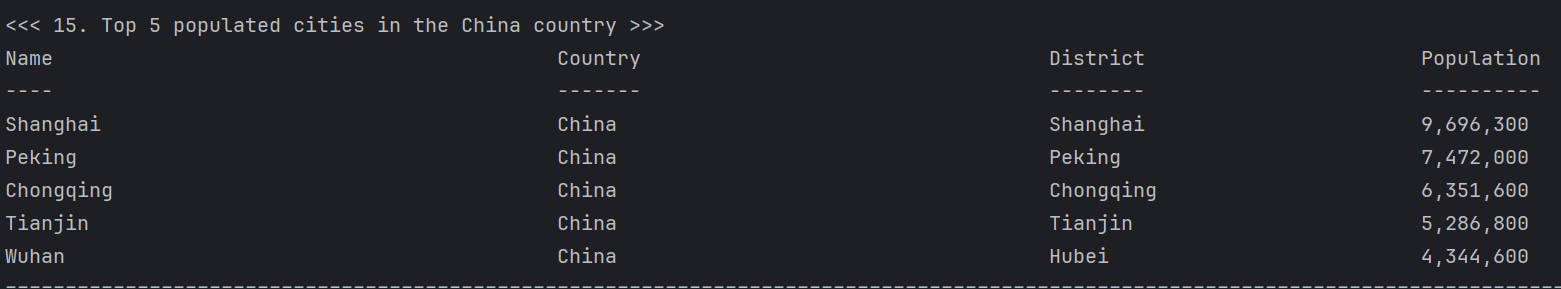 <<< 15. Top 5 populated cities in the China country >>>
Name Country District Population
---- ------- -------- ----------
Shanghai China Shanghai 9,696,300
Peking China Peking 7,472,000
Chongqing China Chongqing 6,351,600
Tianjin China Tianjin 5,286,800
Wuhan China Hubei 4,344,600
----------------------------------------------------------------------------------------------------------------------------------